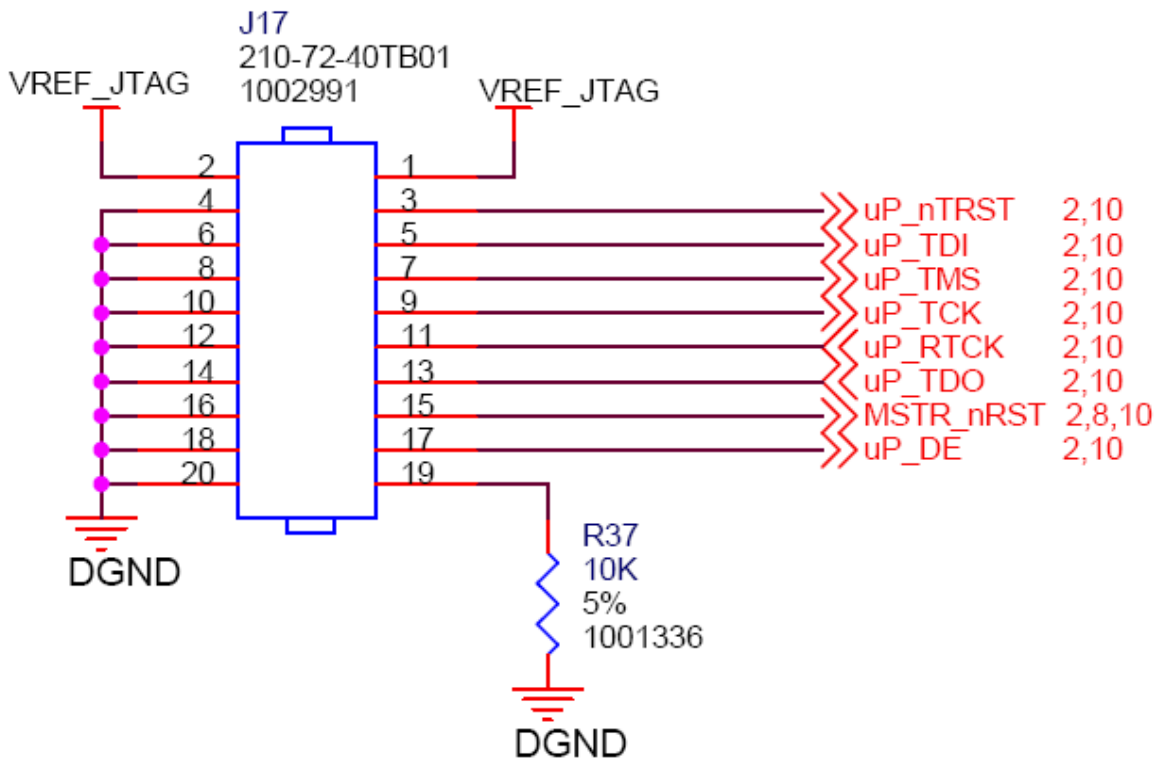 J17
210-72-40TB01
1002991
VREF_JTAG VREF_JTAG
2 1
4 3 uP_nTRST 2,10
6 5 uP_TDI 2,10
8 7 uP_TMS 2,10
10 9 uP_TCK 2,10
12 11 uP_RTCK 2,10
14 13 uP_TDO 2,10
16 15 MSTR_nRST 2,8,10
18 17 uP_DE 2,10
20 19
DGND
R37
10K
5%
1001336
DGND